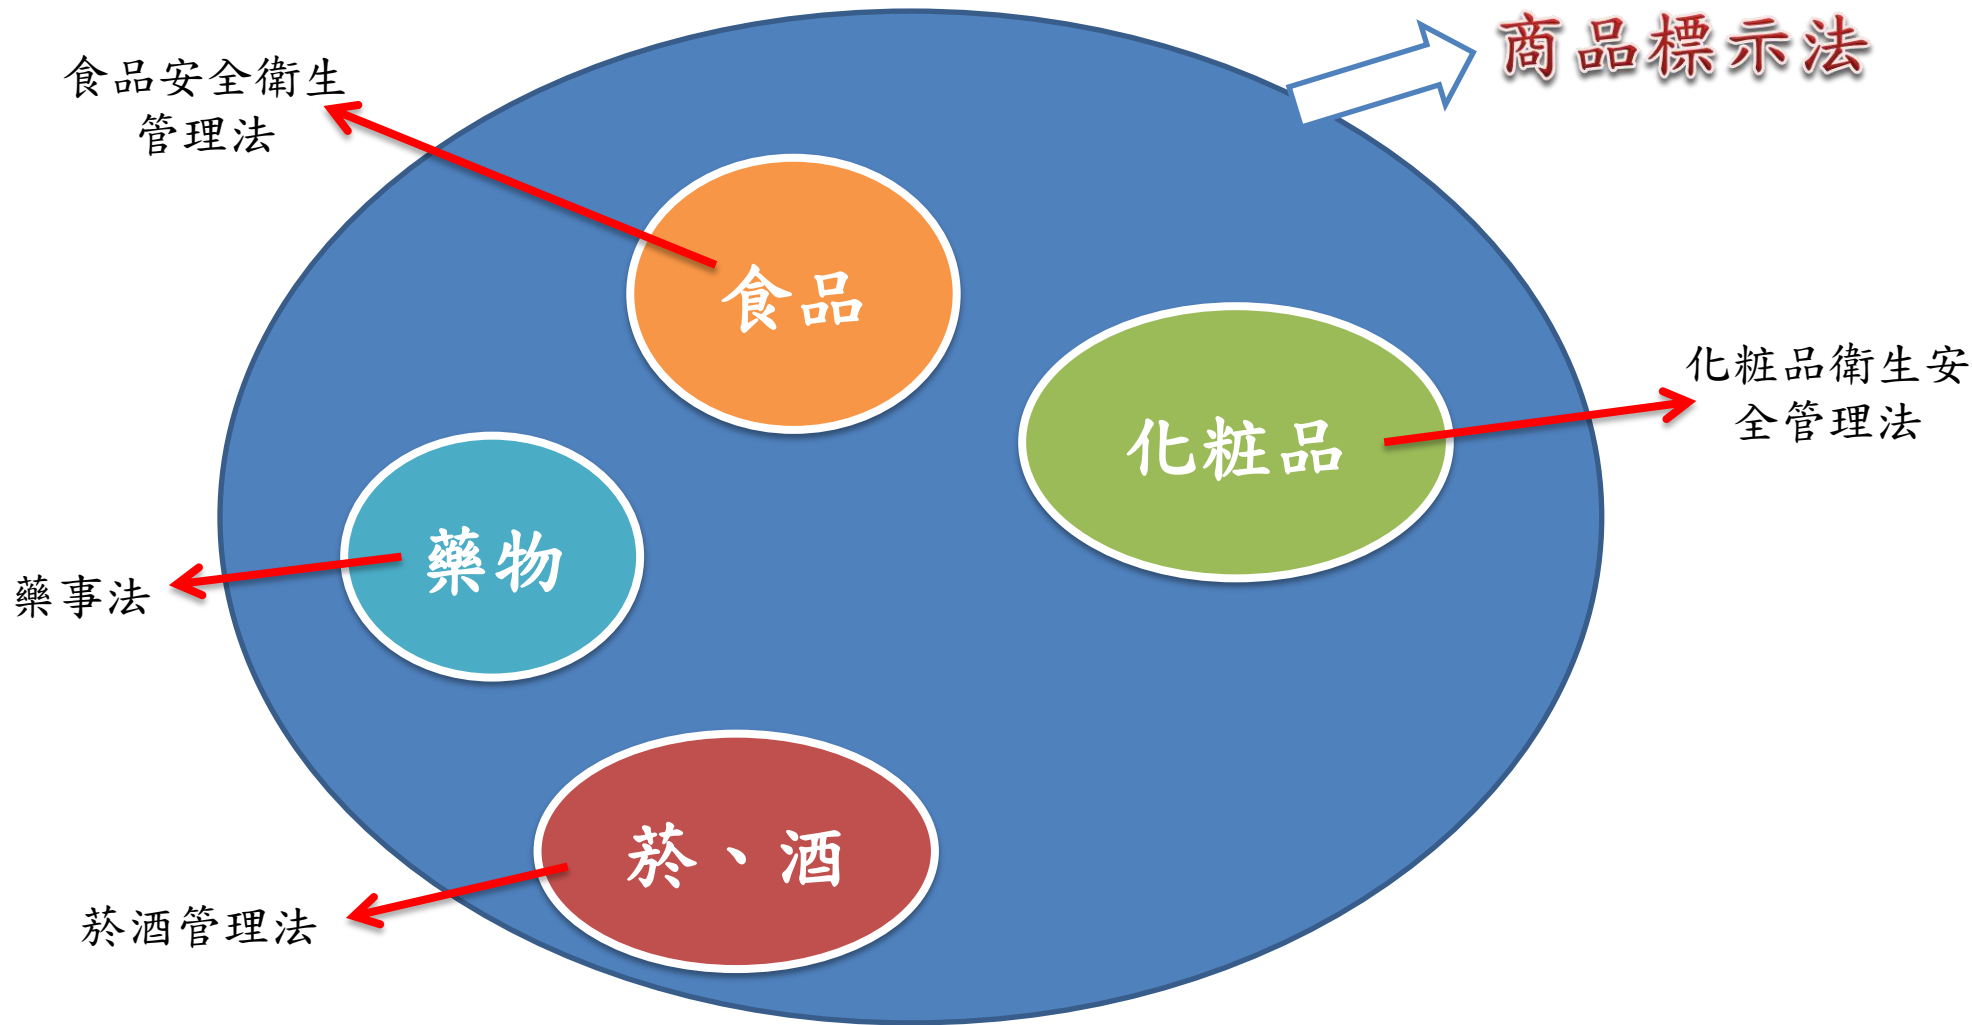 商品標示法
食品安全衛生
管理法
食品
化粧品衛生安
全管理法
化粧品
藥物
藥事法
菸、酒
菸酒管理法